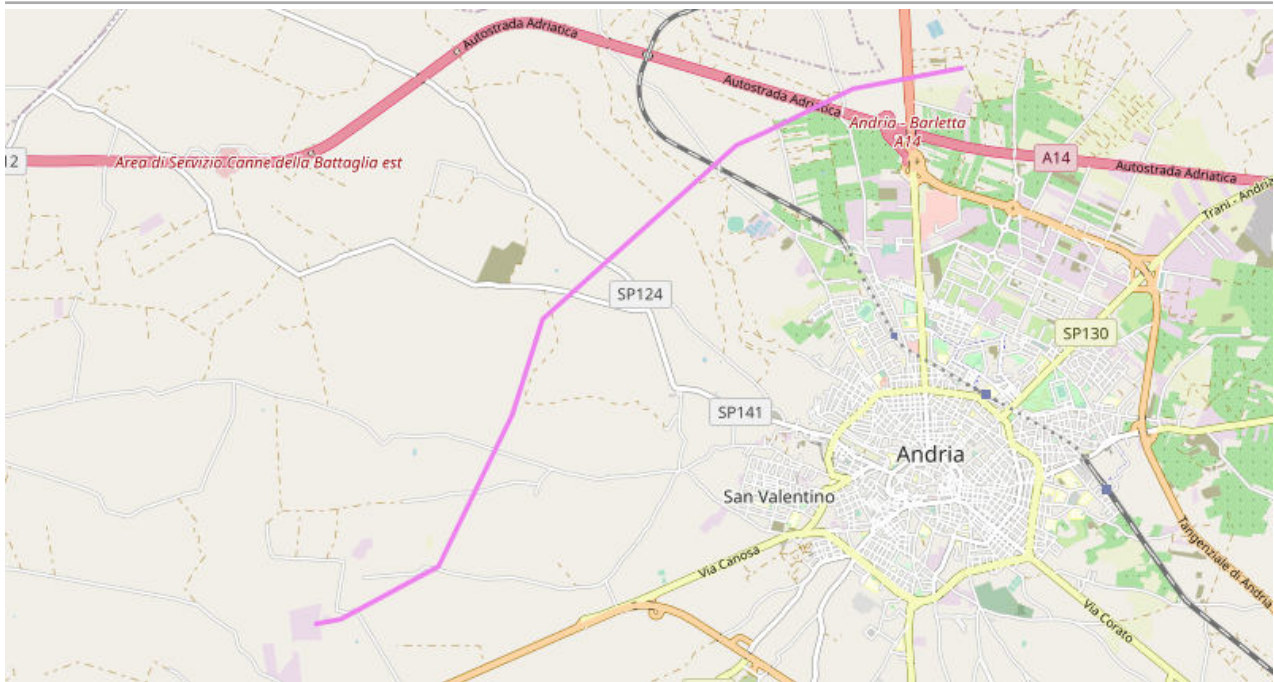 Autostrada Adriatica
Autostrada Adriatica
Andria - Barletta
A14
12
Area di Servizio Canne della Battaglia est
A14
Autostrada Adriatica
Trani - Andria
SP124
SP130
SP141
Andria
San Valentino
Via Canosa
Tangenziale di Andria
Via Corato